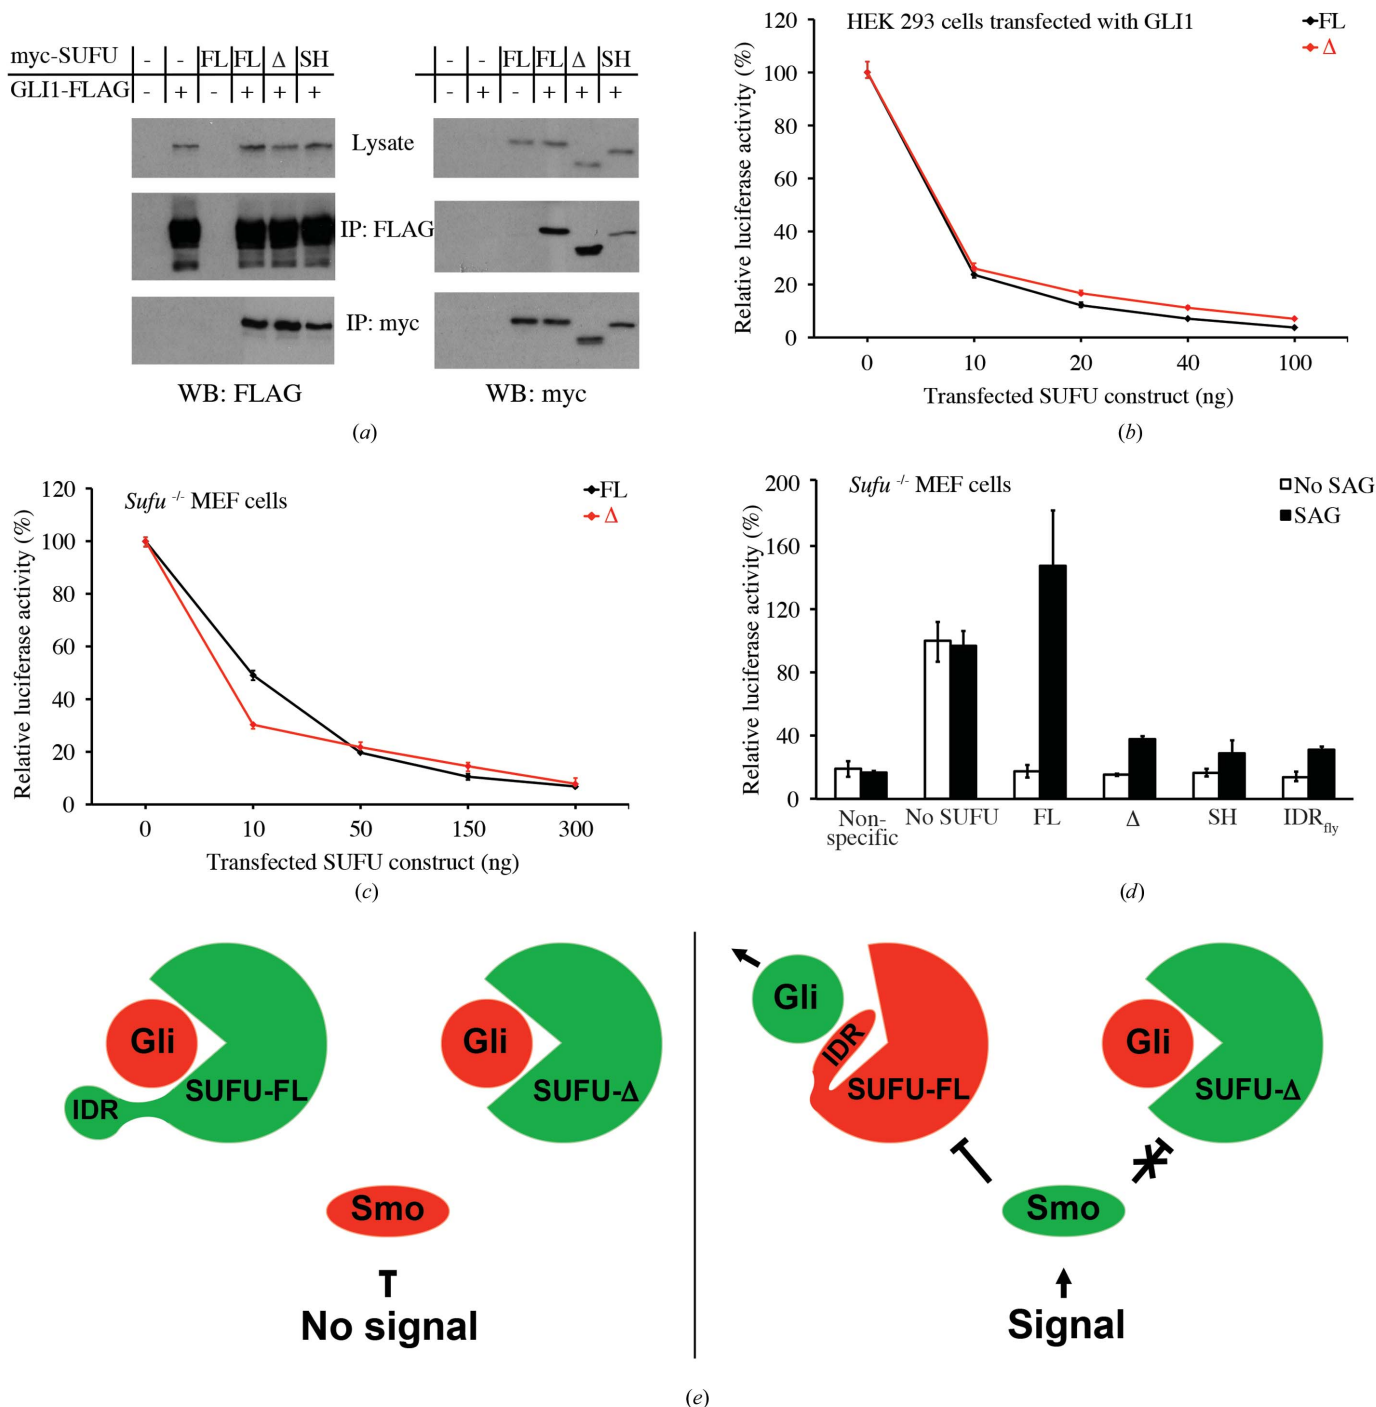 myc-SUFU - - FL FL Δ SH - - FL FL Δ SH
GLI1-FLAG - + - + + + - + - + + +
Lysate
IP: FLAG
IP: myc
WB: FLAG WB: myc
(a)
HEK 293 cells transfected with GLI1
FL
Δ
Relative luciferase activity (%)
120
100
80
60
40
20
0
0 10 20 40 100
Transfected SUFU construct (ng)
(b)
Sufu -/- MEF cells
FL
Δ
Relative luciferase activity (%)
120
100
80
60
40
20
0
0 10 50 150 300
Transfected SUFU construct (ng)
(c)
Sufu -/- MEF cells
No SAG
SAG
Relative luciferase activity (%)
200
160
120
80
40
0
Non-specific No SUFU FL Δ SH IDRfly
(d)
Gli
SUFU-FL
IDR
Gli
SUFU-Δ
Smo
No signal
Gli
IDR
SUFU-FL
Gli
SUFU-Δ
Smo
Signal
(e)